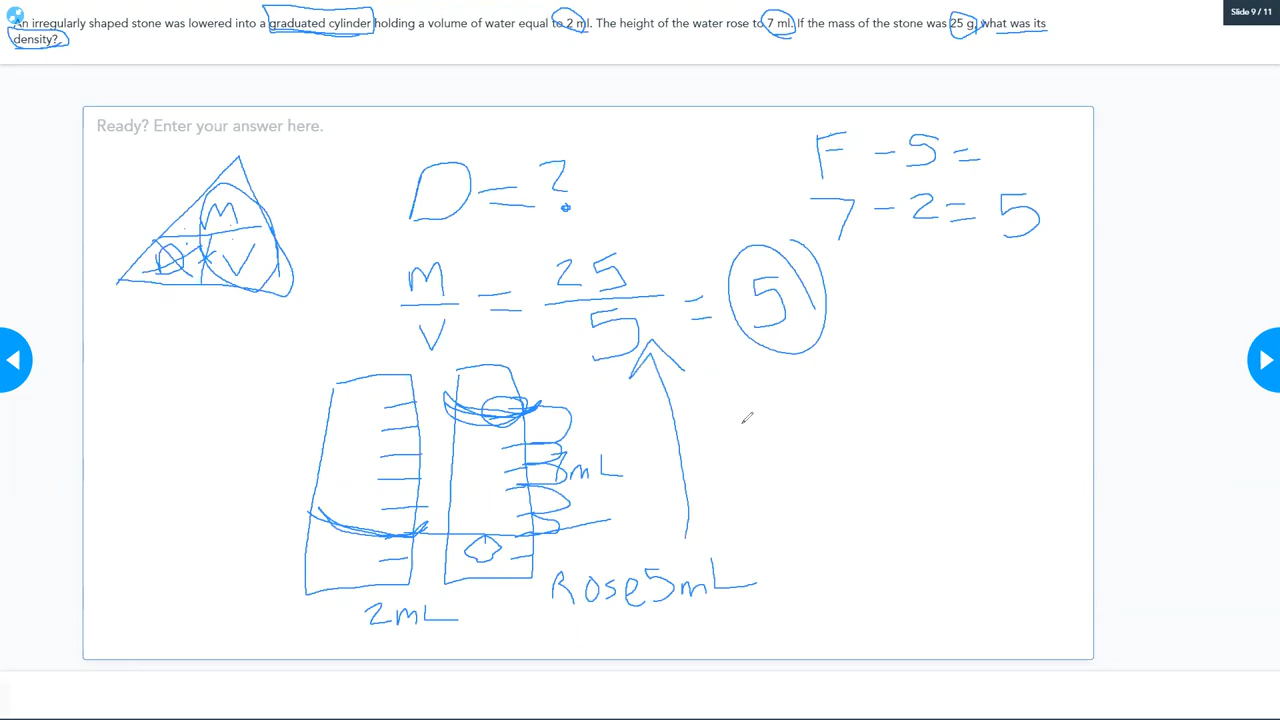 Slide 9 / 11
An irregularly shaped stone was lowered into a graduated cylinder holding a volume of water equal to 2 ml. The height of the water rose to 7 ml. If the mass of the stone was 25 g, what was its
density?
Ready? Enter your answer here.
F - S =
7 - 2 = 5
D = ?
M
D × V
m/v = 25/5 = 5
mL
Rose 5mL
2mL